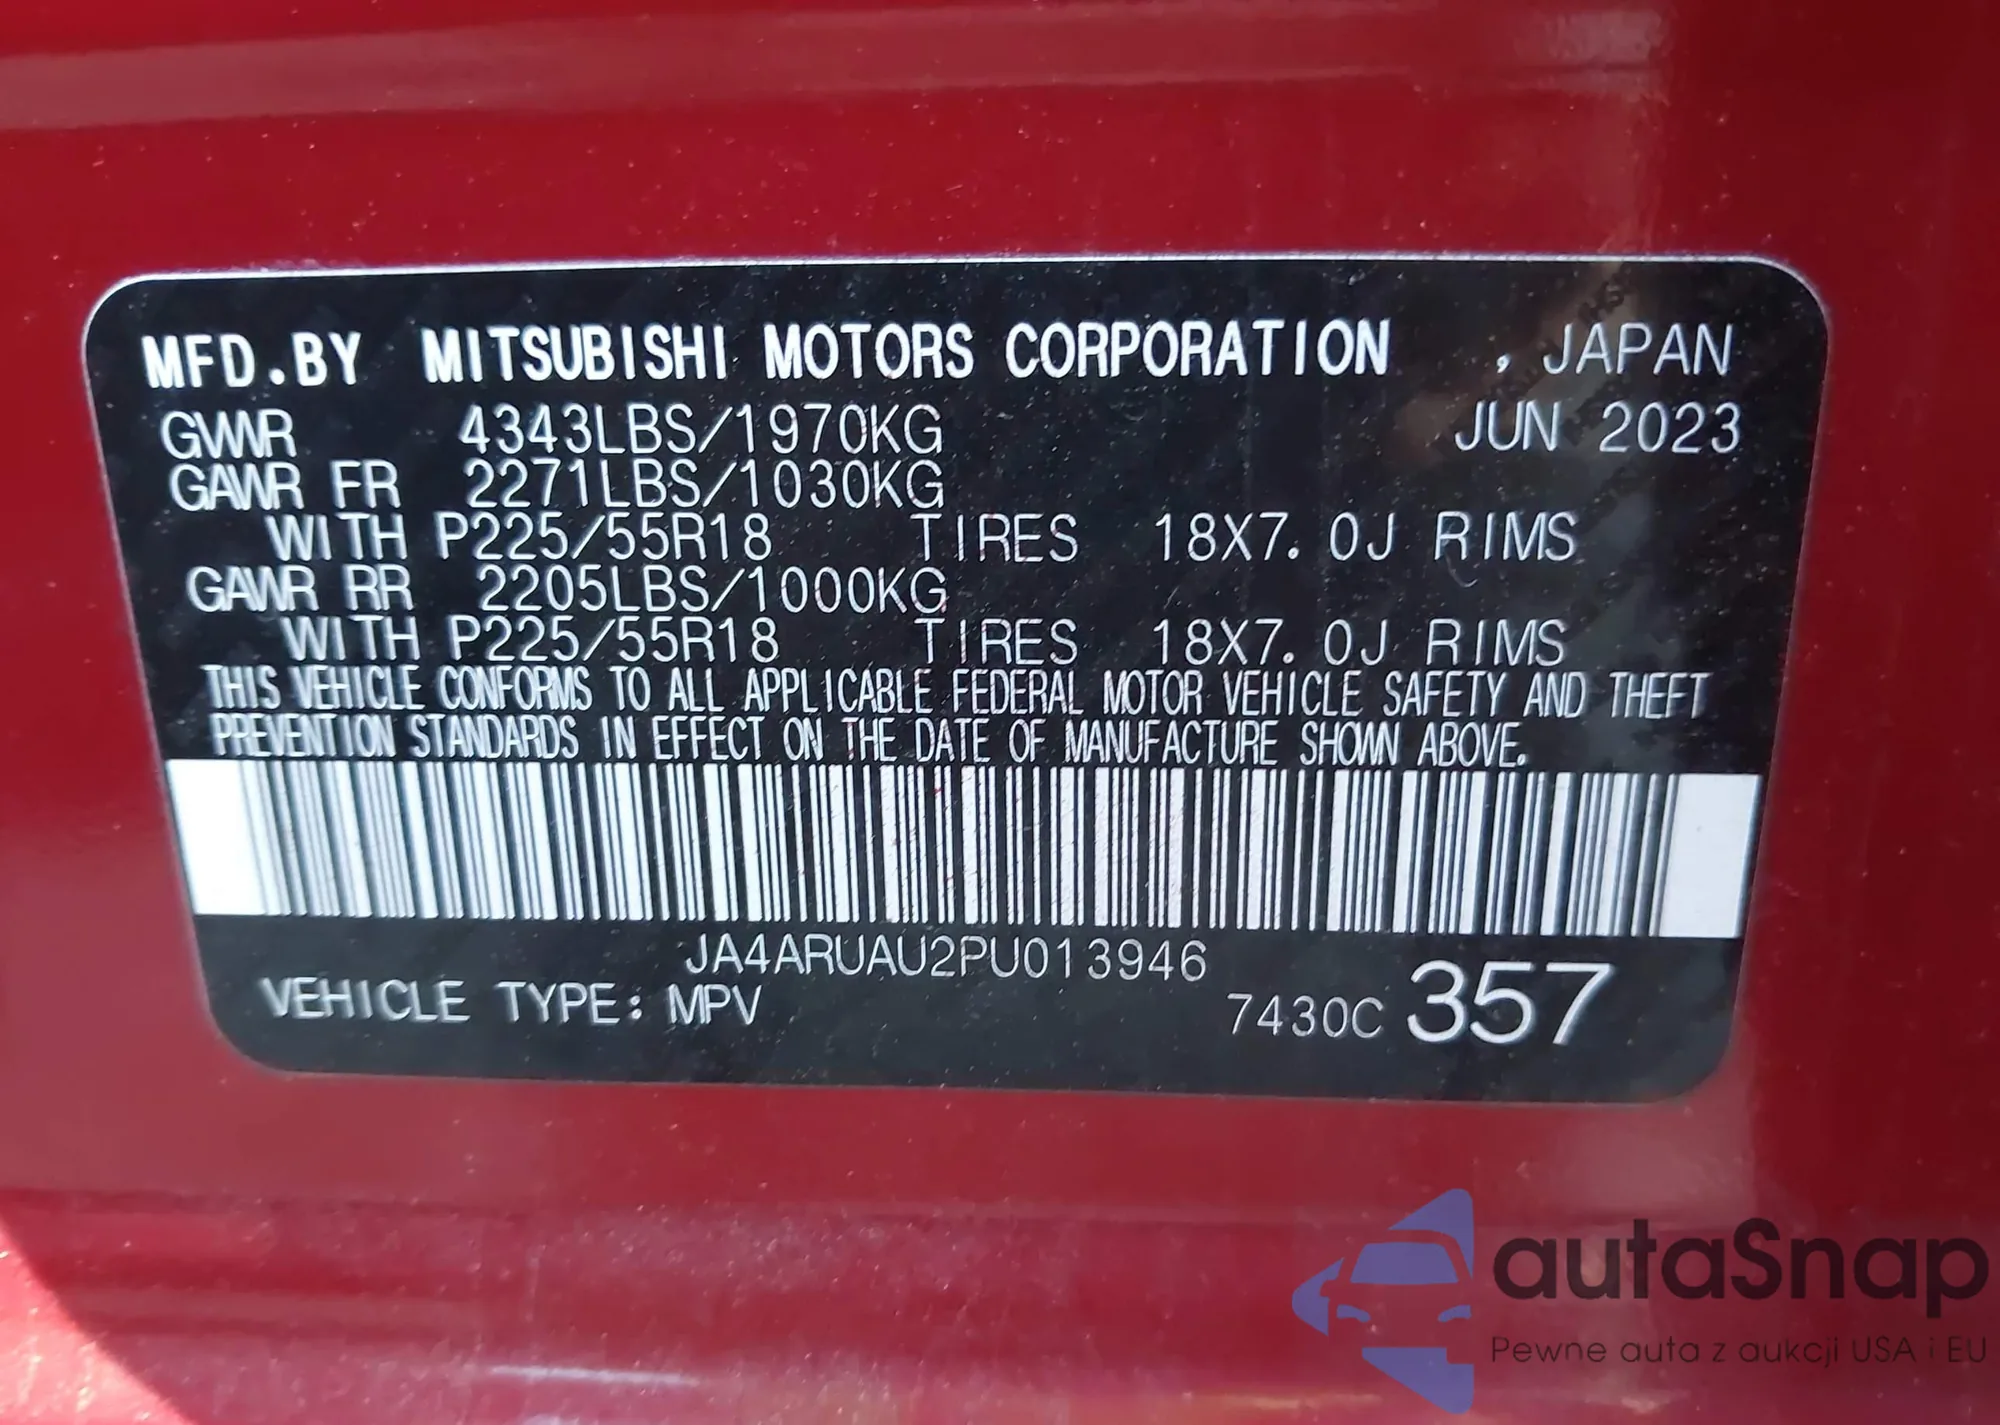 MFD.BY MITSUBISHI MOTORS CORPORATION , JAPAN
GVWR 4343LBS/1970KG JUN 2023
GAWR FR 2271LBS/1030KG
WITH P225/55R18 TIRES 18X7.0J RIMS
GAWR RR 2205LBS/1000KG
WITH P225/55R18 TIRES 18X7.0J RIMS
THIS VEHICLE CONFORMS TO ALL APPLICABLE FEDERAL MOTOR VEHICLE SAFETY AND THEFT
PREVENTION STANDARDS IN EFFECT ON THE DATE OF MANUFACTURE SHOWN ABOVE.
JA4ARUAU2PU013946
VEHICLE TYPE: MPV 7430C 357
autaSnap
Pewne auta z aukcji USA i EU